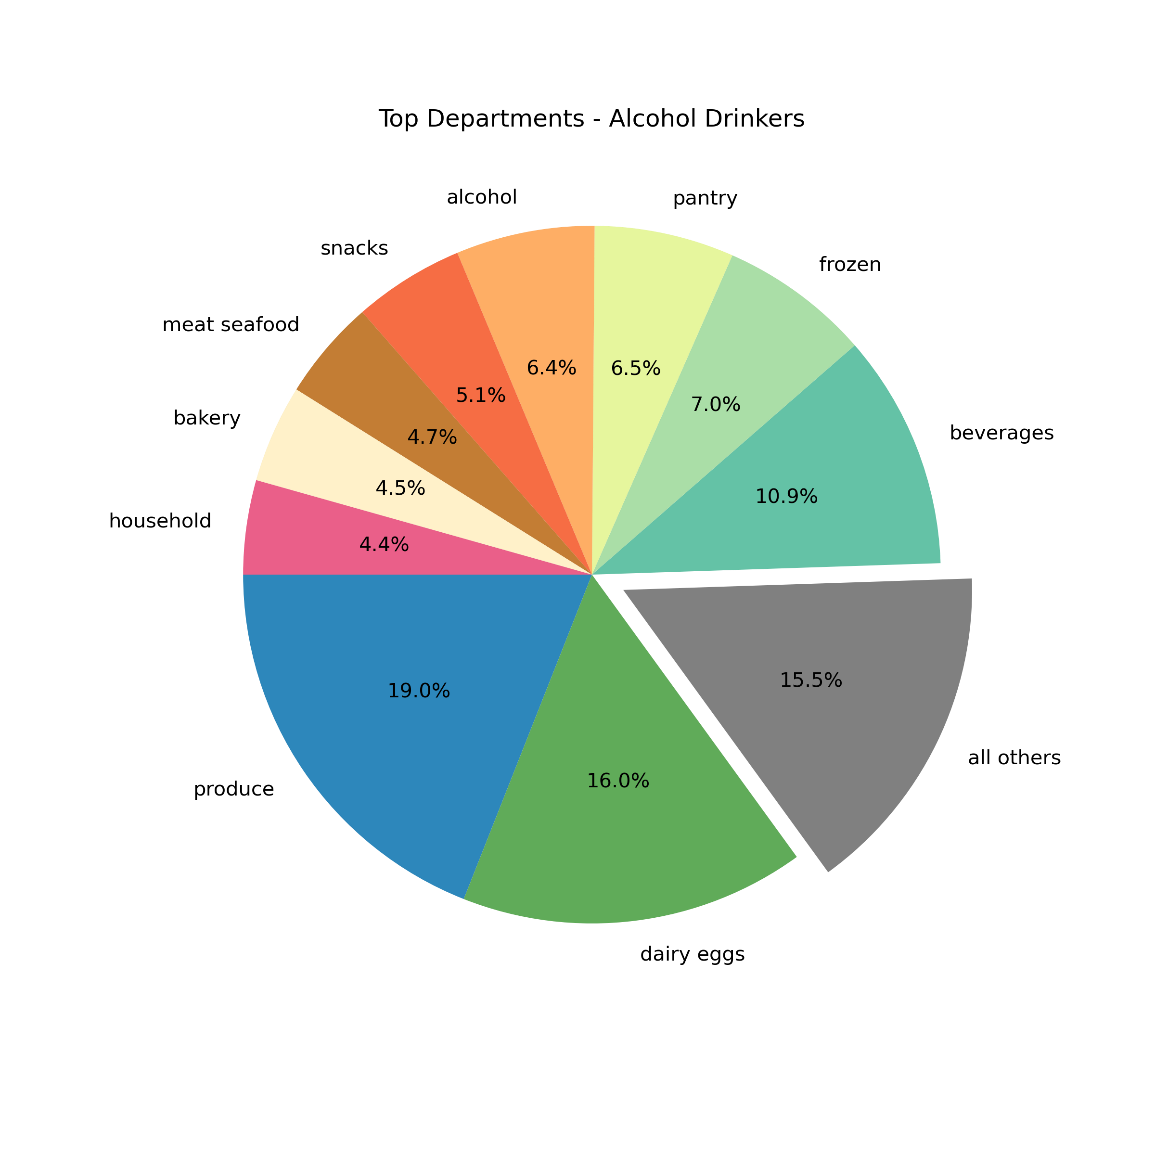 Top Departments - Alcohol Drinkers
alcohol
pantry
snacks
frozen
meat seafood
6.4%
6.5%
5.1%
7.0%
bakery
4.7%
beverages
4.5%
10.9%
household
4.4%
15.5%
19.0%
all others
16.0%
produce
dairy eggs